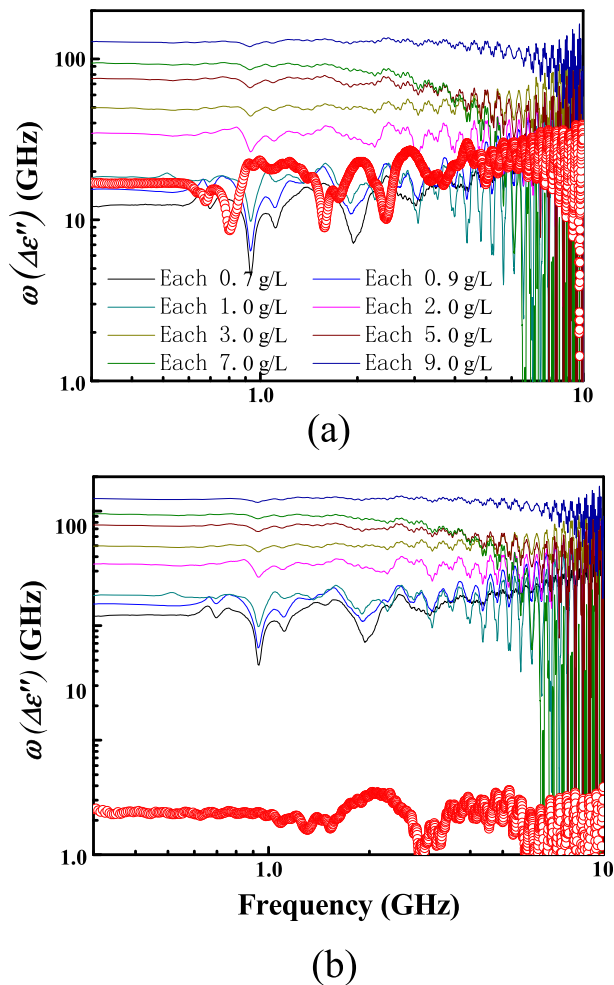 100
10
1.0
ω(Δε″) (GHz)
Each 0.7 g/L
Each 0.9 g/L
Each 1.0 g/L
Each 2.0 g/L
Each 3.0 g/L
Each 5.0 g/L
Each 7.0 g/L
Each 9.0 g/L
1.0 10
(a)
100
10
1.0
ω(Δε″) (GHz)
1.0 10
Frequency (GHz)
(b)